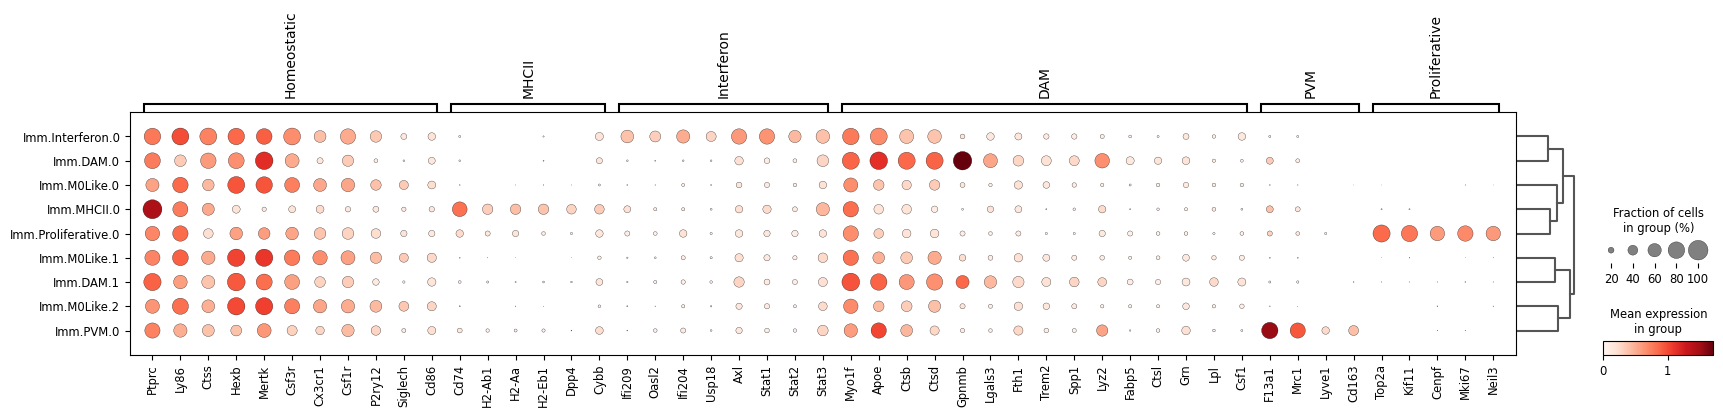 Homeostatic
MHCII
Interferon
DAM
PVM
Proliferative
Imm.Interferon.0
Imm.DAM.0
Imm.M0Like.0
Imm.MHCII.0
Imm.Proliferative.0
Imm.M0Like.1
Imm.DAM.1
Imm.M0Like.2
Imm.PVM.0
Ptprc
Ly86
Ctss
Hexb
Mertk
Csf3r
Cx3cr1
Csf1r
P2ry12
Siglech
Cd86
Cd74
H2-Ab1
H2-Aa
H2-Eb1
Dpp4
Cybb
Ifi209
Oasl2
Ifi204
Usp18
Axl
Stat1
Stat2
Stat3
Myo1f
Apoe
Ctsb
Ctsd
Gpnmb
Lgals3
Fth1
Trem2
Spp1
Lyz2
Fabp5
Ctsl
Grn
Lpl
Csf1
F13a1
Mrc1
Lyve1
Cd163
Top2a
Kif11
Cenpf
Mki67
Neil3
Fraction of cells
in group (%)
20 40 60 80 100
Mean expression
in group
0 1